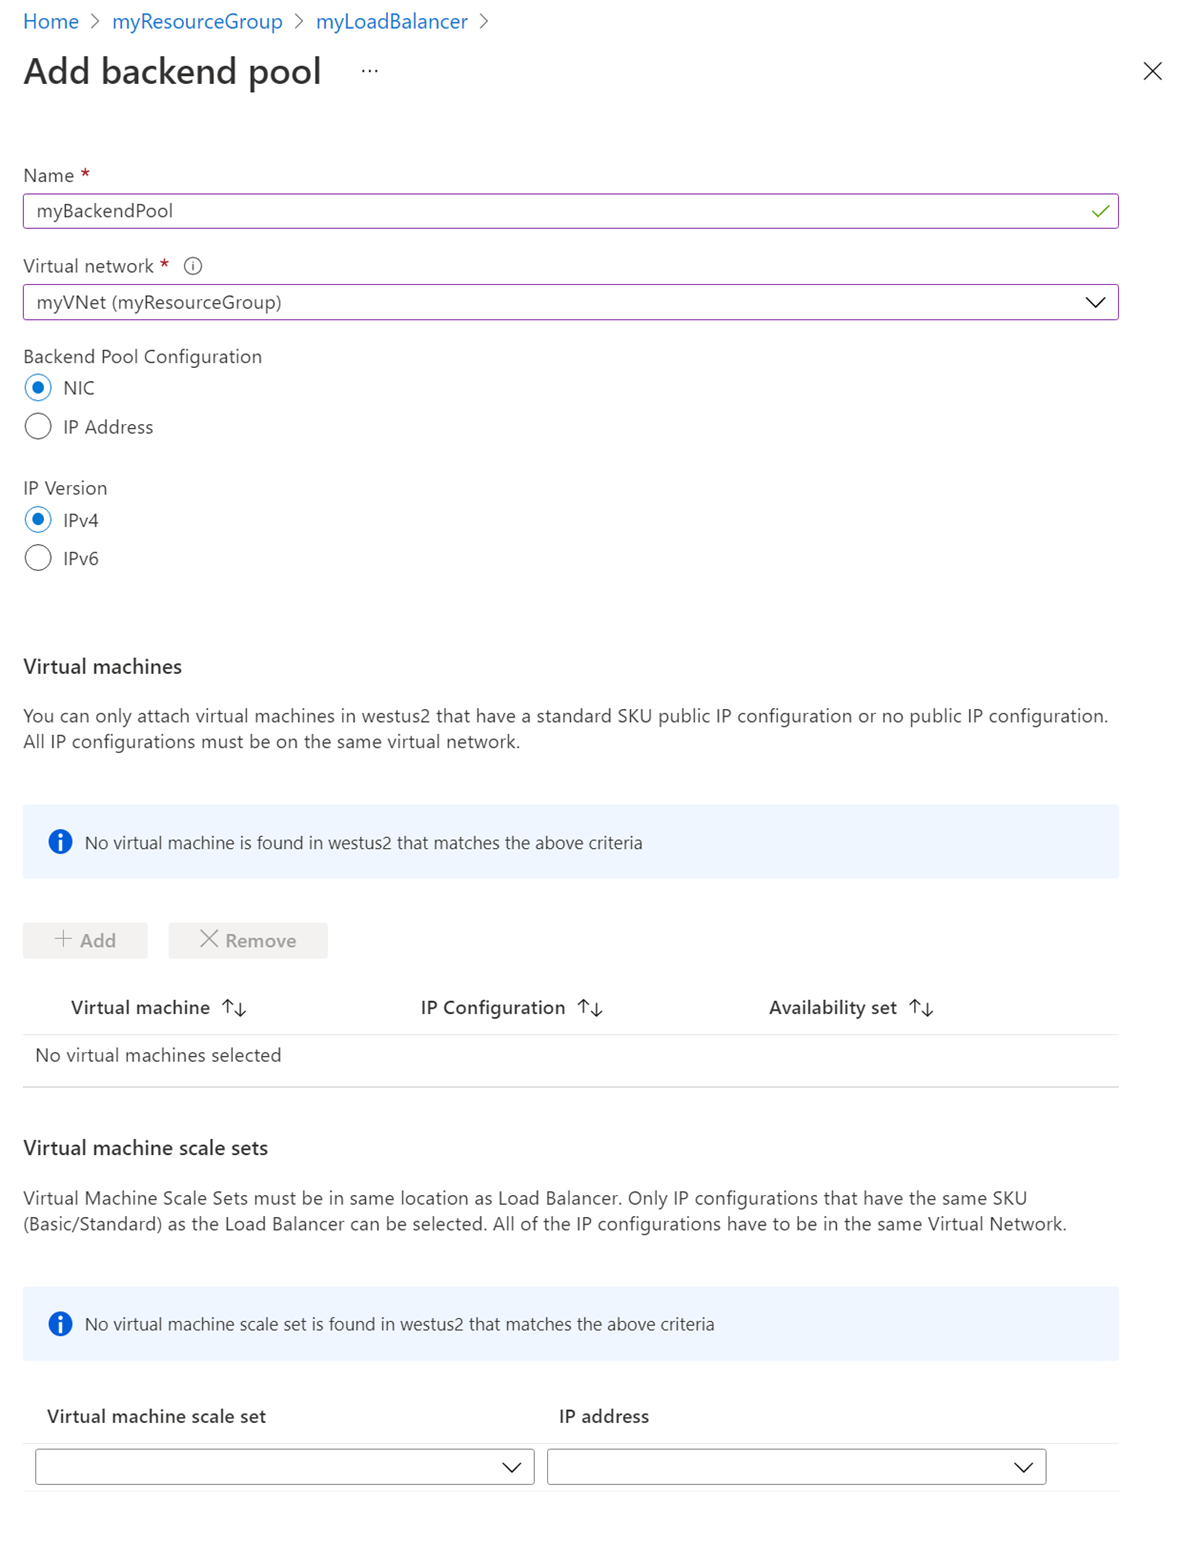 Home > myResourceGroup > myLoadBalancer >
Add backend pool ...
Name *
myBackendPool
Virtual network *
myVNet (myResourceGroup)
Backend Pool Configuration
NIC
IP Address
IP Version
IPv4
IPv6
Virtual machines
You can only attach virtual machines in westus2 that have a standard SKU public IP configuration or no public IP configuration.
All IP configurations must be on the same virtual network.
No virtual machine is found in westus2 that matches the above criteria
+ Add Remove
Virtual machine ↑↓ IP Configuration ↑↓ Availability set ↑↓
No virtual machines selected
Virtual machine scale sets
Virtual Machine Scale Sets must be in same location as Load Balancer. Only IP configurations that have the same SKU
(Basic/Standard) as the Load Balancer can be selected. All of the IP configurations have to be in the same Virtual Network.
No virtual machine scale set is found in westus2 that matches the above criteria
Virtual machine scale set IP address